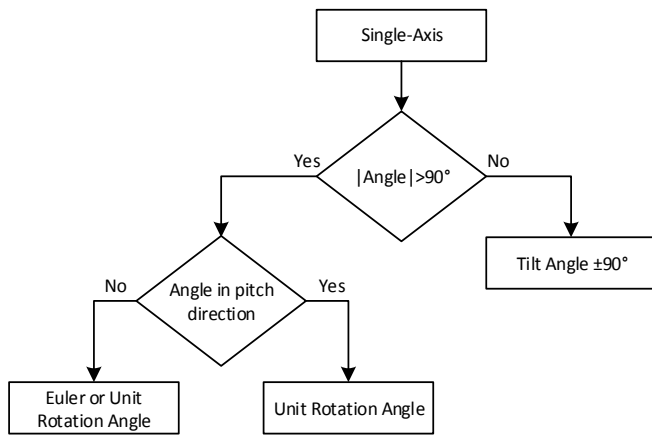 Single-Axis
|Angle|>90°
Yes
No
Tilt Angle ±90°
Angle in pitch
direction
No
Yes
Euler or Unit
Rotation Angle
Unit Rotation Angle